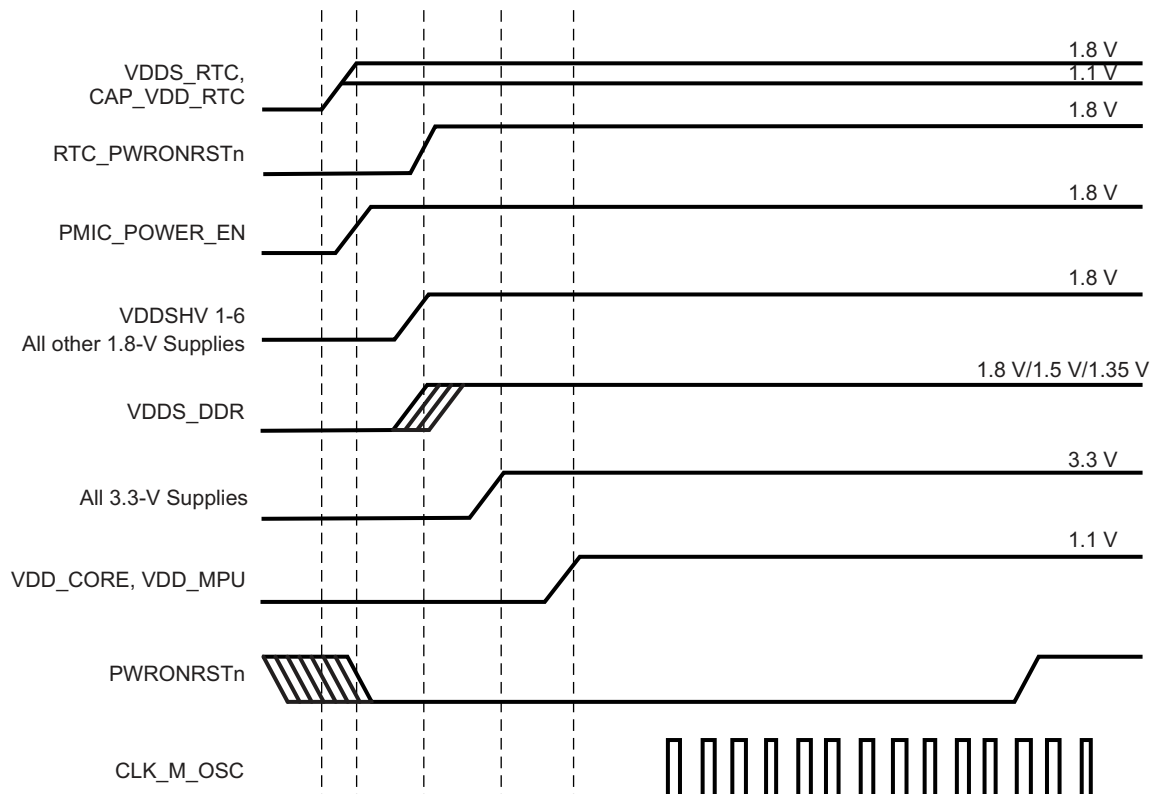 1.8 V
VDDS_RTC,
1.1 V
CAP_VDD_RTC
1.8 V
RTC_PWRONRSTn
1.8 V
PMIC_POWER_EN
1.8 V
VDDSHV 1-6
All other 1.8-V Supplies
1.8 V/1.5 V/1.35 V
VDDS_DDR
3.3 V
All 3.3-V Supplies
1.1 V
VDD_CORE, VDD_MPU
PWRONRSTn
CLK_M_OSC